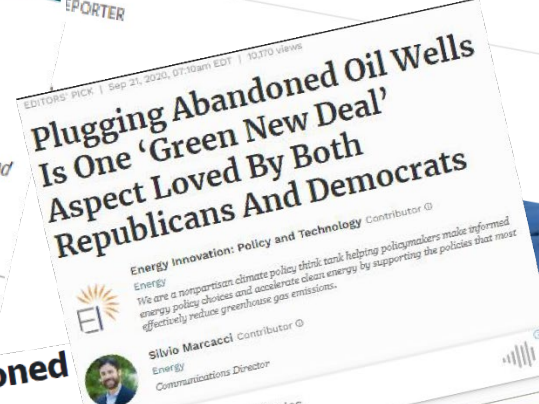 EPORTER
EDITORS' PICK | Sep 21, 2020, 07:10am EDT | 10,170 views
Plugging Abandoned Oil Wells
Is One ‘Green New Deal’
Aspect Loved By Both
Republicans And Democrats
Energy Innovation: Policy and Technology Contributor
Energy
We are a nonpartisan climate policy think tank helping policymakers make informed
energy policy choices and accelerate clean energy by supporting the policies that most
effectively reduce greenhouse gas emissions.
EI
Silvio Marcacci Contributor
Energy
Communications Director
oned